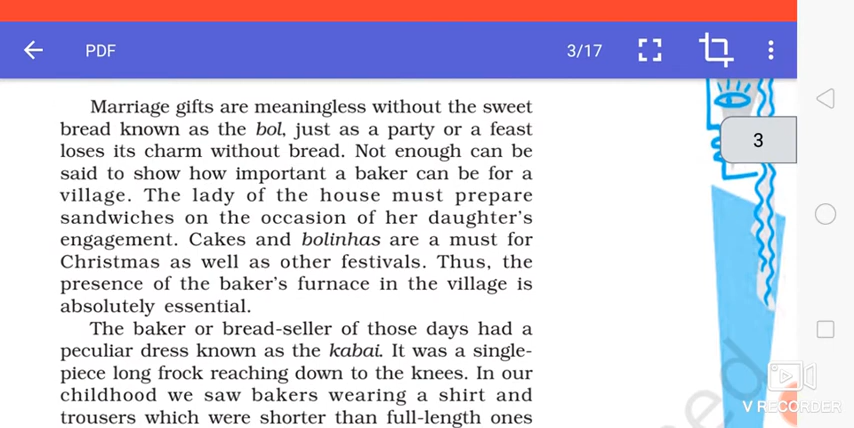 PDF
3/17
3
Marriage gifts are meaningless without the sweet
bread known as the bol, just as a party or a feast
loses its charm without bread. Not enough can be
said to show how important a baker can be for a
village. The lady of the house must prepare
sandwiches on the occasion of her daughter's
engagement. Cakes and bolinhas are a must for
Christmas as well as other festivals. Thus, the
presence of the baker's furnace in the village is
absolutely essential.
The baker or bread-seller of those days had a
peculiar dress known as the kabai. It was a single-
piece long frock reaching down to the knees. In our
childhood we saw bakers wearing a shirt and
trousers which were shorter than full-length ones
V RECORDER